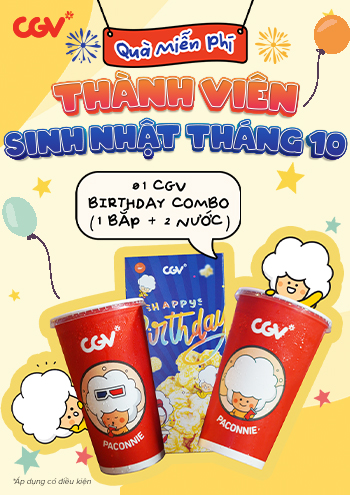 CGV*
Quà miễn phí
THÀNH VIÊN
SINH NHẬT THÁNG 10
01 CGV
BIRTHDAY COMBO
(1 BẮP + 2 NƯỚC)
CGV*
HAPPY
Birthday
CGV*
PACONNIE
CGV*
PACONNIE
*Áp dụng có điều kiện